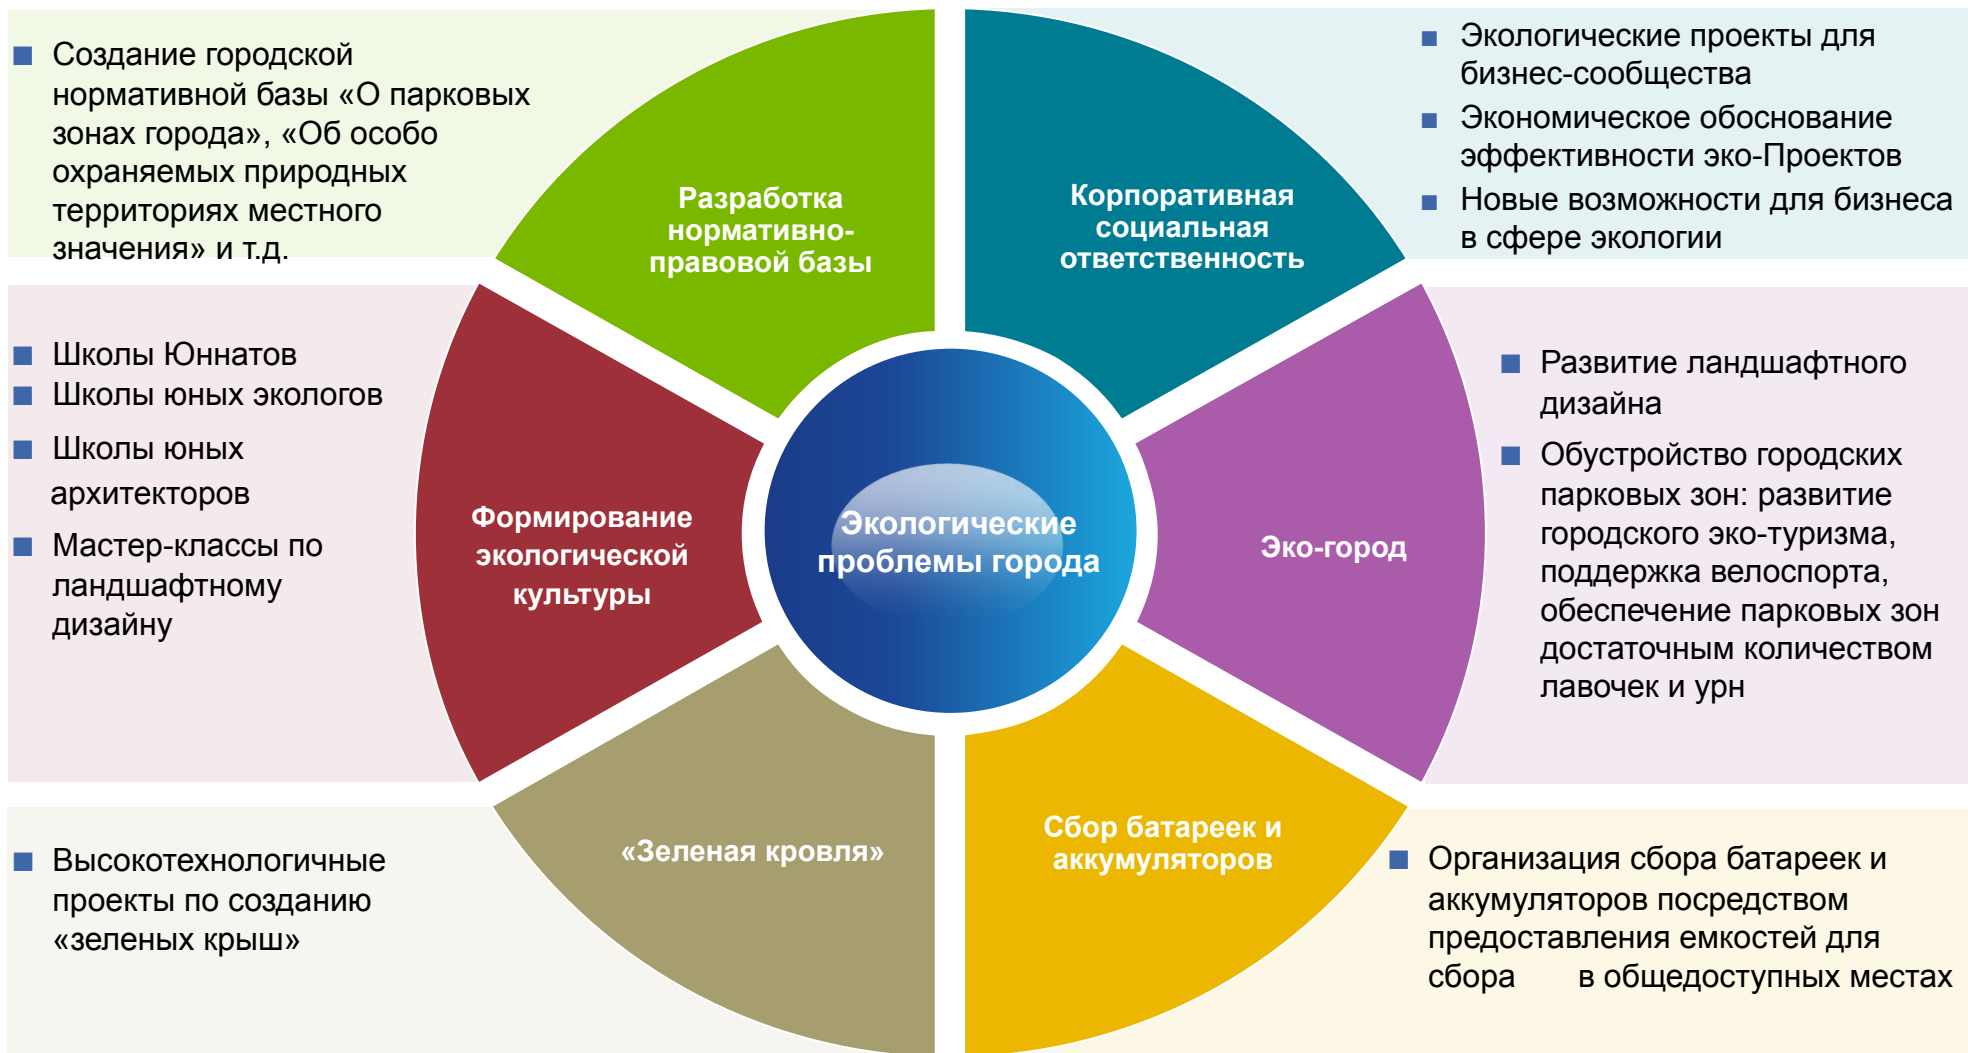 Создание городской
нормативной базы «О парковых
зонах города», «Об особо
охраняемых природных
территориях местного
значения» и т.д.
Разработка
нормативно-
правовой базы
Корпоративная
социальная
ответственность
Экологические проекты для
бизнес-сообщества
Экономическое обоснование
эффективности эко-Проектов
Новые возможности для бизнеса
в сфере экологии
Школы Юннатов
Школы юных экологов
Школы юных
архитекторов
Мастер-классы по
ландшафтному
дизайну
Формирование
экологической
культуры
Экологические
проблемы города
Эко-город
Развитие ландшафтного
дизайна
Обустройство городских
парковых зон: развитие
городского эко-туризма,
поддержка велоспорта,
обеспечение парковых зон
достаточным количеством
лавочек и урн
Высокотехнологичные
проекты по созданию
«зеленых крыш»
«Зеленая кровля»
Сбор батареек и
аккумуляторов
Организация сбора батареек и
аккумуляторов посредством
предоставления емкостей для
сбора в общедоступных местах